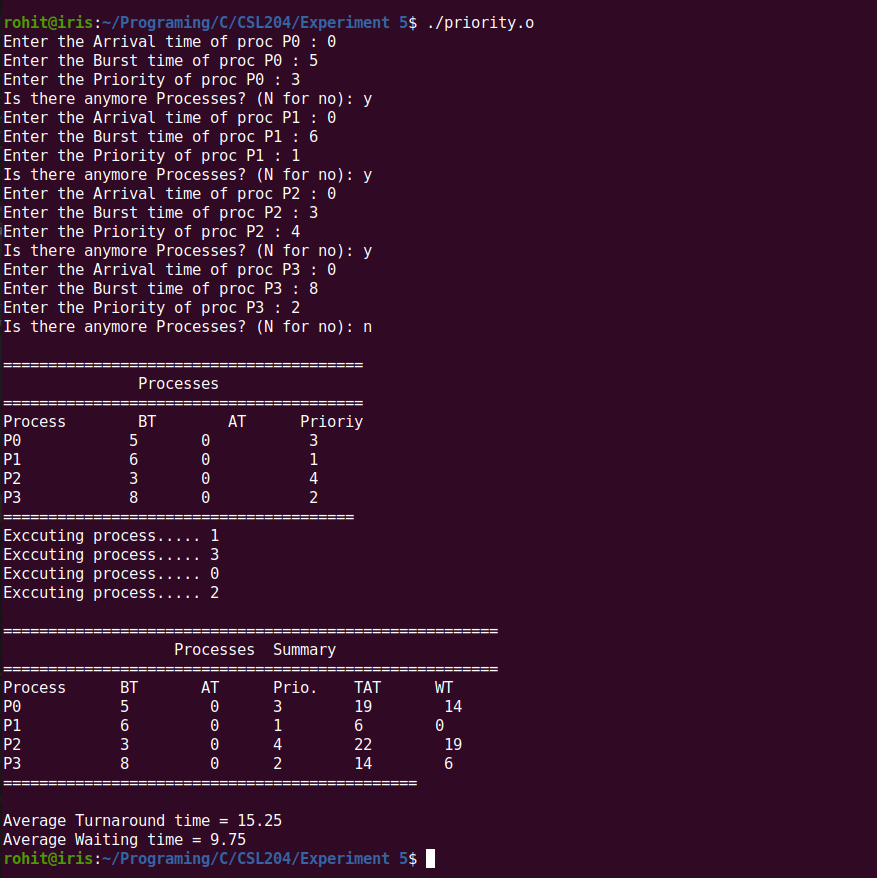 rohit@iris:~/Programing/C/CSL204/Experiment 5$ ./priority.o
Enter the Arrival time of proc P0 : 0
Enter the Burst time of proc P0 : 5
Enter the Priority of proc P0 : 3
Is there anymore Processes? (N for no): y
Enter the Arrival time of proc P1 : 0
Enter the Burst time of proc P1 : 6
Enter the Priority of proc P1 : 1
Is there anymore Processes? (N for no): y
Enter the Arrival time of proc P2 : 0
Enter the Burst time of proc P2 : 3
Enter the Priority of proc P2 : 4
Is there anymore Processes? (N for no): y
Enter the Arrival time of proc P3 : 0
Enter the Burst time of proc P3 : 8
Enter the Priority of proc P3 : 2
Is there anymore Processes? (N for no): n

========================================
               Processes
========================================
Process        BT        AT      Prioriy
P0            5       0           3
P1            6       0           1
P2            3       0           4
P3            8       0           2
=======================================
Exccuting process..... 1
Exccuting process..... 3
Exccuting process..... 0
Exccuting process..... 2

=======================================================
                   Processes  Summary
=======================================================
Process      BT       AT      Prio.    TAT      WT
P0           5         0      3        19        14
P1           6         0      1        6        0
P2           3         0      4        22        19
P3           8         0      2        14        6
==============================================

Average Turnaround time = 15.25
Average Waiting time = 9.75
rohit@iris:~/Programing/C/CSL204/Experiment 5$